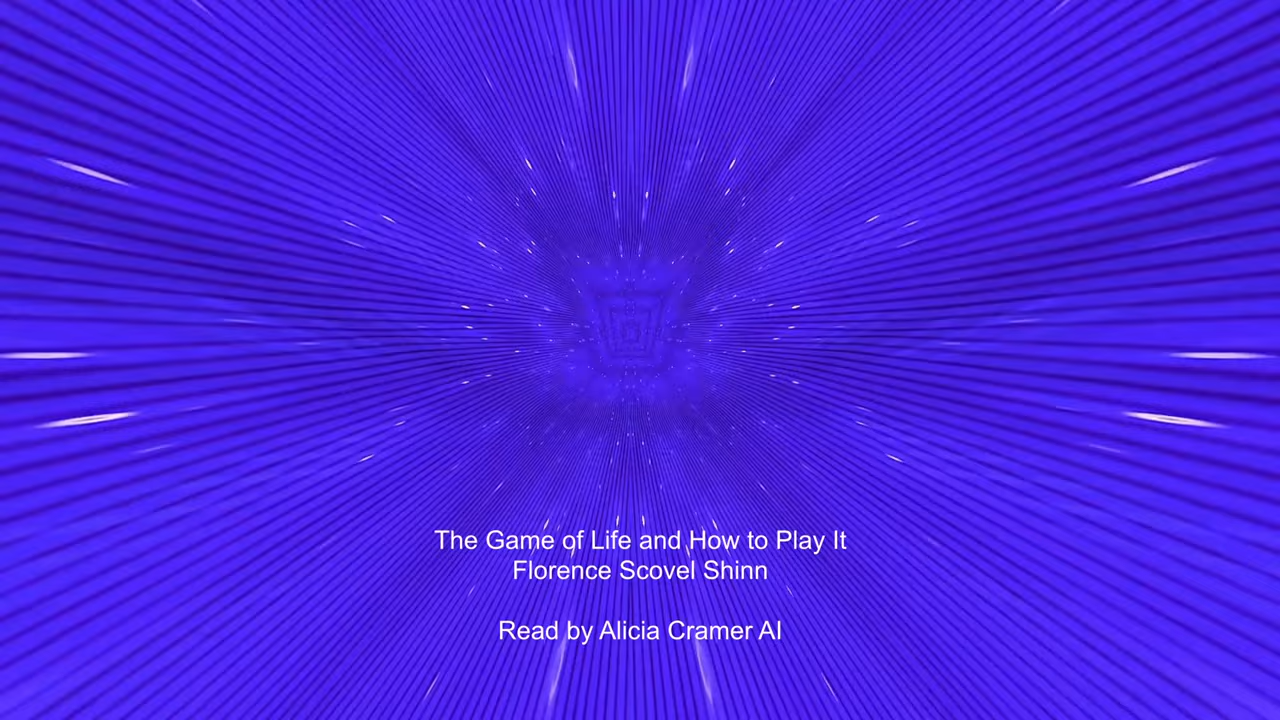 The Game of Life and How to Play It
Florence Scovel Shinn
Read by Alicia Cramer AI